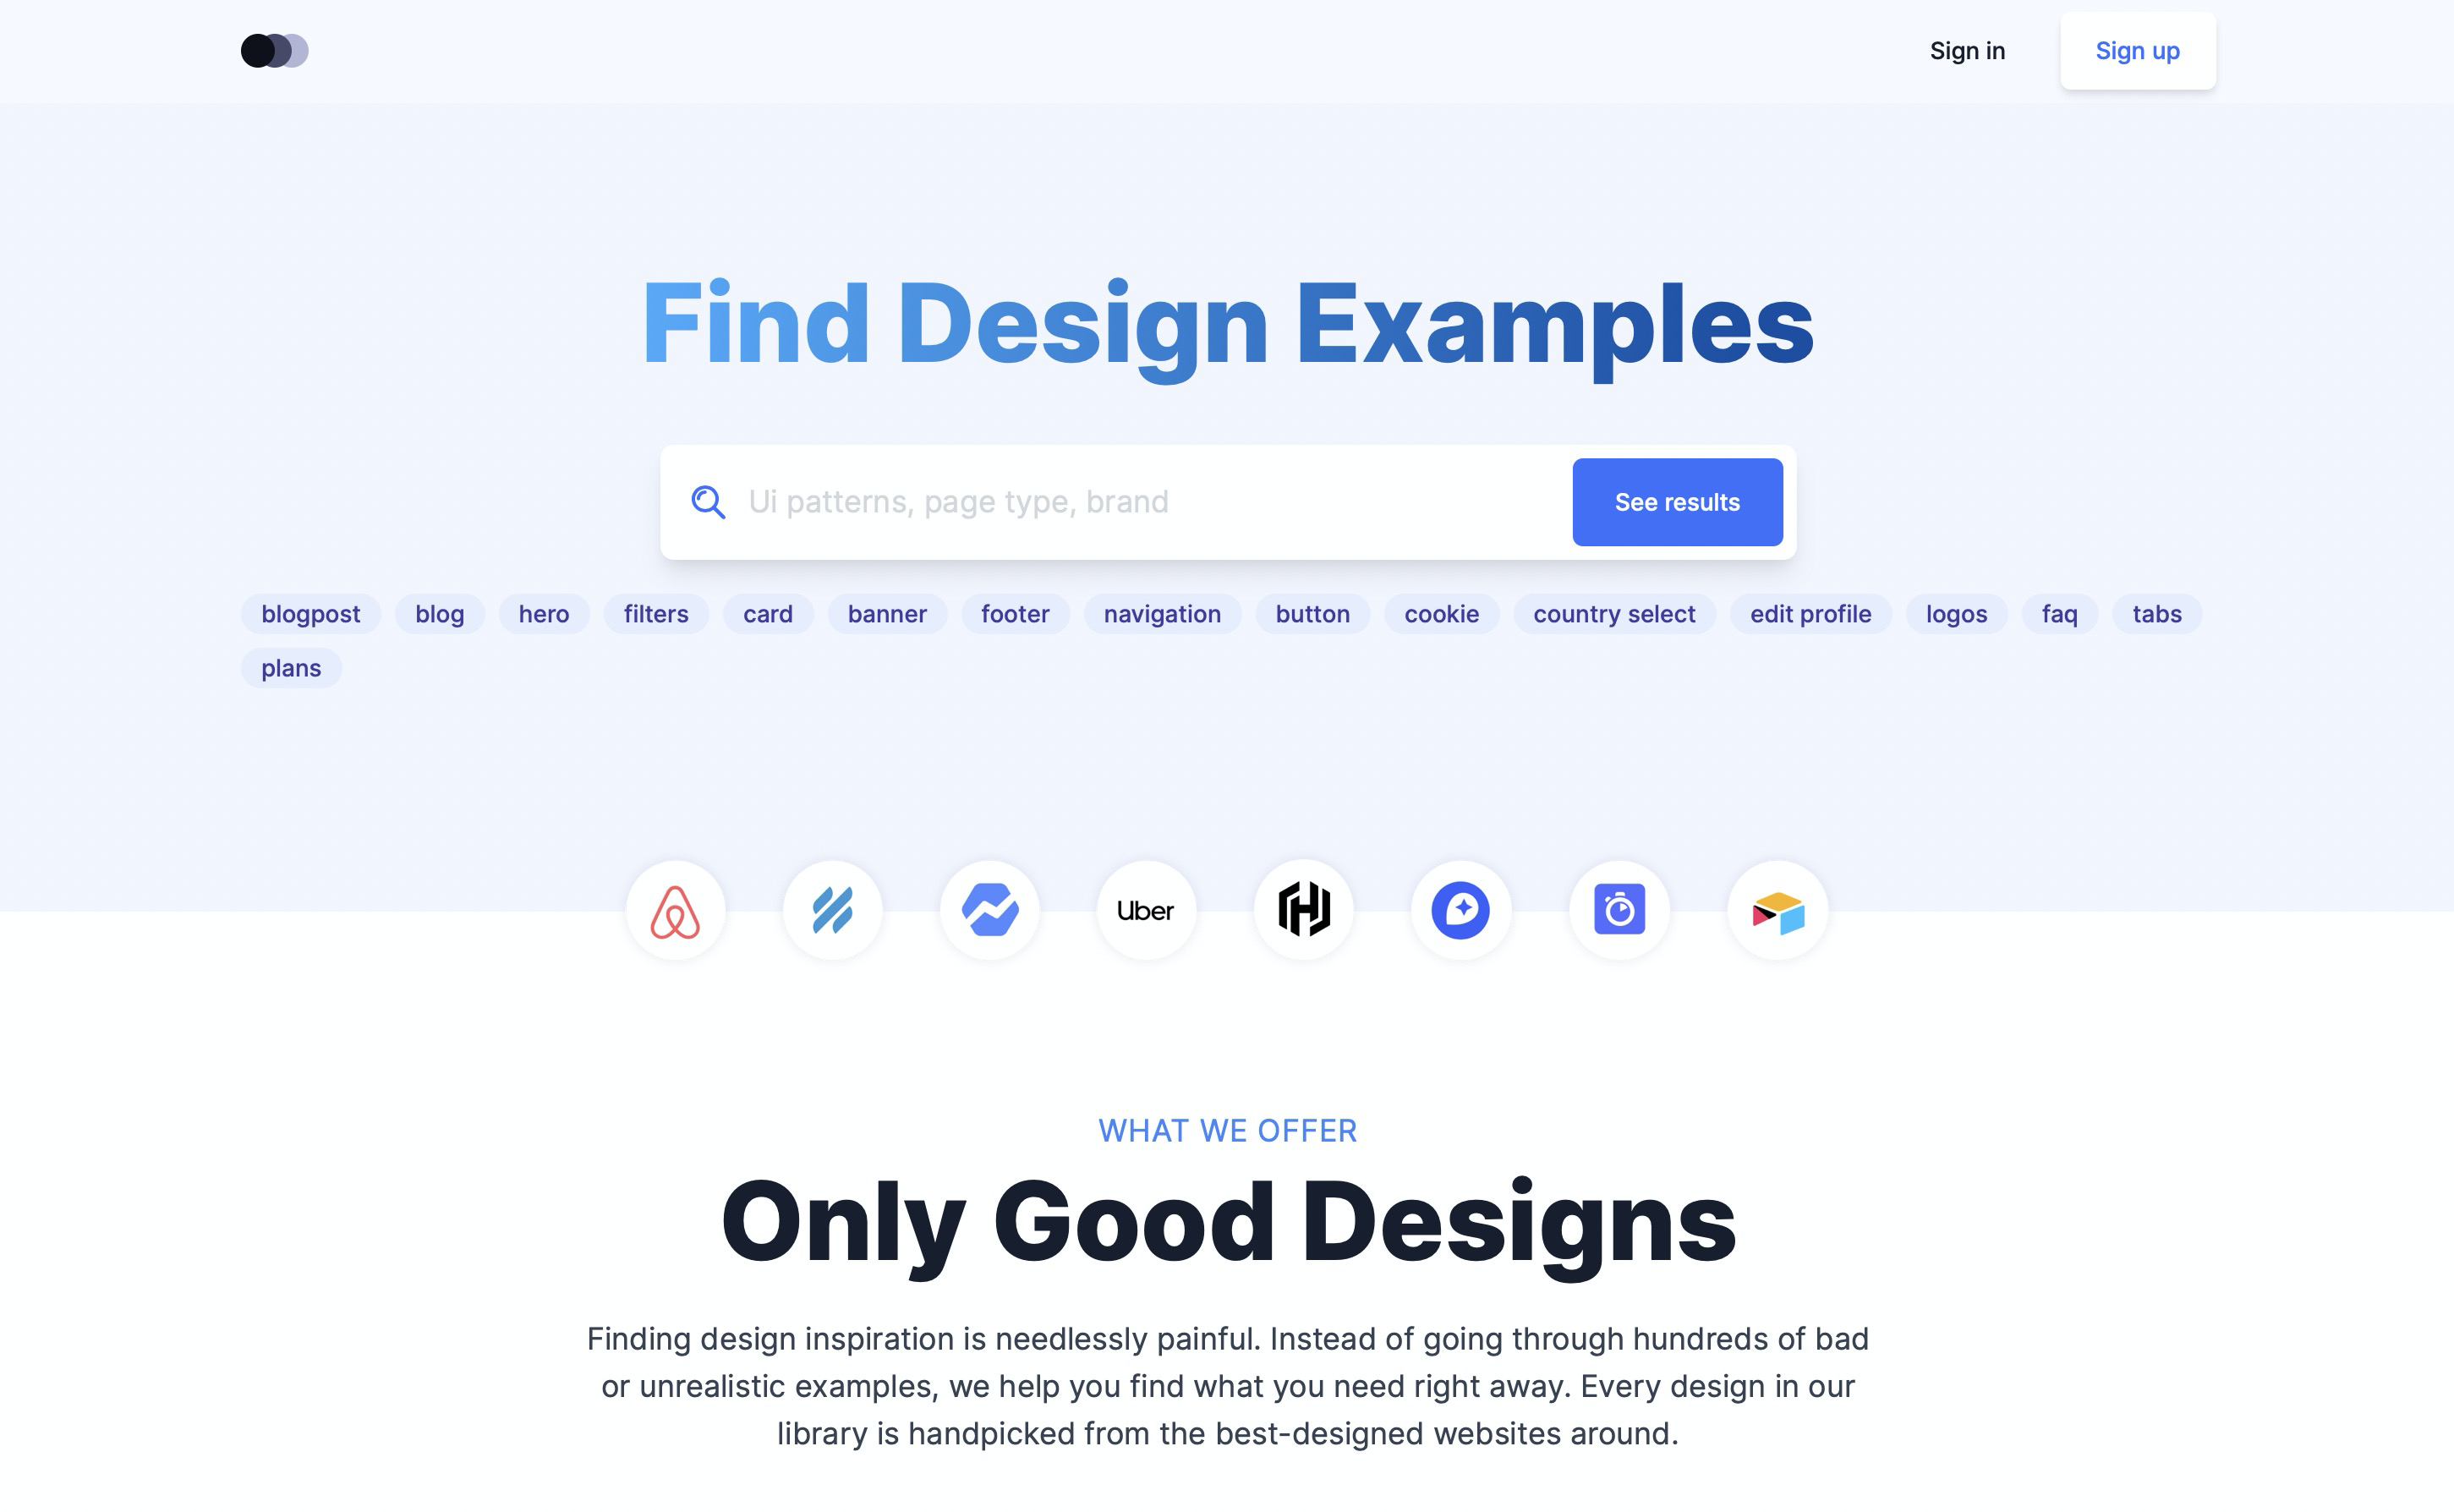 Sign in Sign up
Find Design Examples
Ui patterns, page type, brand See results
blogpost blog hero filters card banner footer navigation button cookie country select edit profile logos faq tabs
plans
Uber
WHAT WE OFFER
Only Good Designs
Finding design inspiration is needlessly painful. Instead of going through hundreds of bad
or unrealistic examples, we help you find what you need right away. Every design in our
library is handpicked from the best-designed websites around.